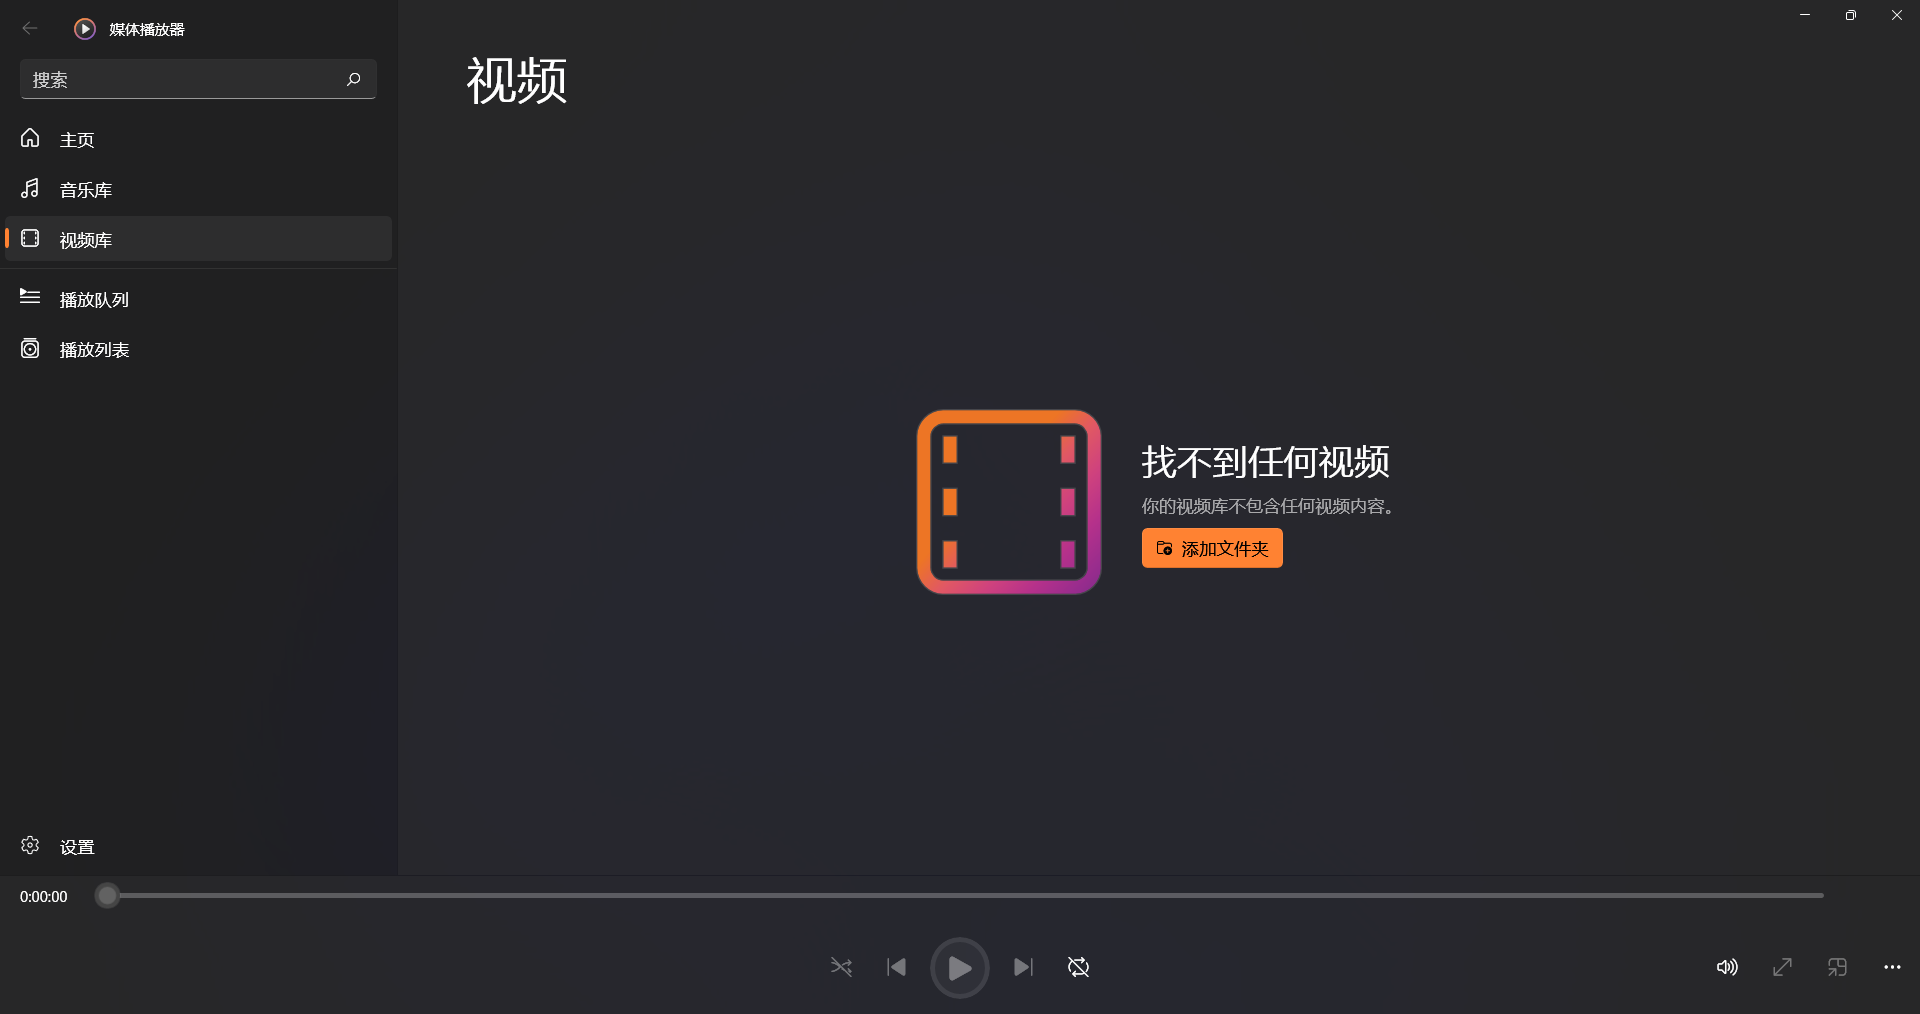 媒体播放器
搜索
主页
音乐库
视频库
播放队列
播放列表
设置
视频
找不到任何视频
你的视频库不包含任何视频内容。
添加文件夹
0:00:00